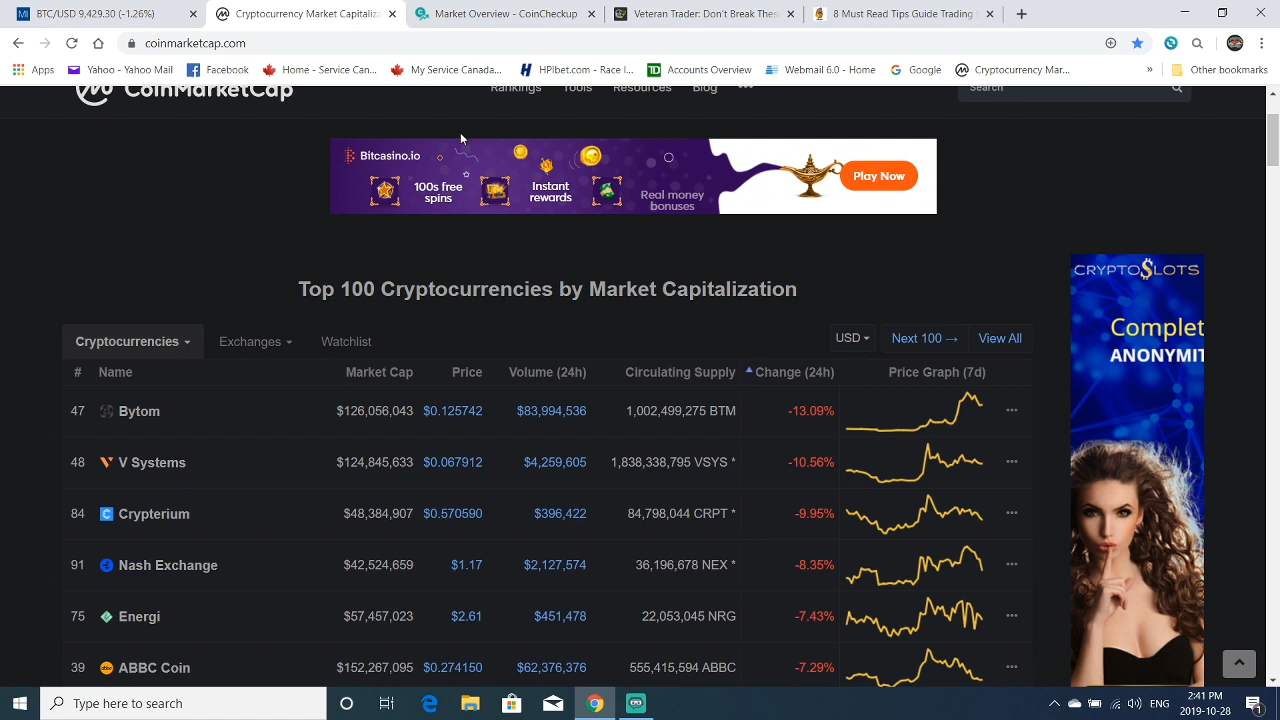 BTC/USD 9,429.30
Cryptocurrency Market Capitalizat
Overview - CoinCheckup
Veteran Trader: Bitcoin Break Thes
8 Must Read Guide Trading
coinmarketcap.com
Apps
Yahoo - Yahoo Mail
Facebook
Home - Service Can...
My Service Canada...
HPIbet.com - Race I...
Accounts Overview
Webmail 6.0 - Home
Google
Cryptocurrency Mar...
»
Other bookmarks
CoinMarketCap
Rankings
Tools
Resources
Blog
Search
Bitcasino.io
100s free spins
Instant rewards
Real money bonuses
Play Now
Top 100 Cryptocurrencies by Market Capitalization
Cryptocurrencies
Exchanges
Watchlist
USD
Next 100 →
View All
# Name Market Cap Price Volume (24h) Circulating Supply Change (24h) Price Graph (7d)
47 Bytom $126,056,043 $0.125742 $83,994,536 1,002,499,275 BTM -13.09%
48 V Systems $124,845,633 $0.067912 $4,259,605 1,838,338,795 VSYS * -10.56%
84 Crypterium $48,384,907 $0.570590 $396,422 84,798,044 CRPT * -9.95%
91 Nash Exchange $42,524,659 $1.17 $2,127,574 36,196,678 NEX * -8.35%
75 Energi $57,457,023 $2.61 $451,478 22,053,045 NRG -7.43%
39 ABBC Coin $152,267,095 $0.274150 $62,376,376 555,415,594 ABBC -7.29%
CRYPTOSLOTS
Complet
ANONYMIT
Type here to search
ENG
2:41 PM
2019-10-28